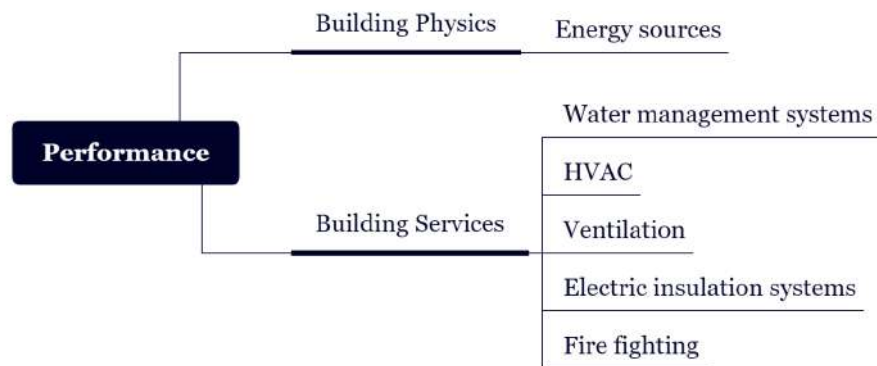 Building Physics
Energy sources
Performance
Water management systems
HVAC
Building Services
Ventilation
Electric insulation systems
Fire fighting